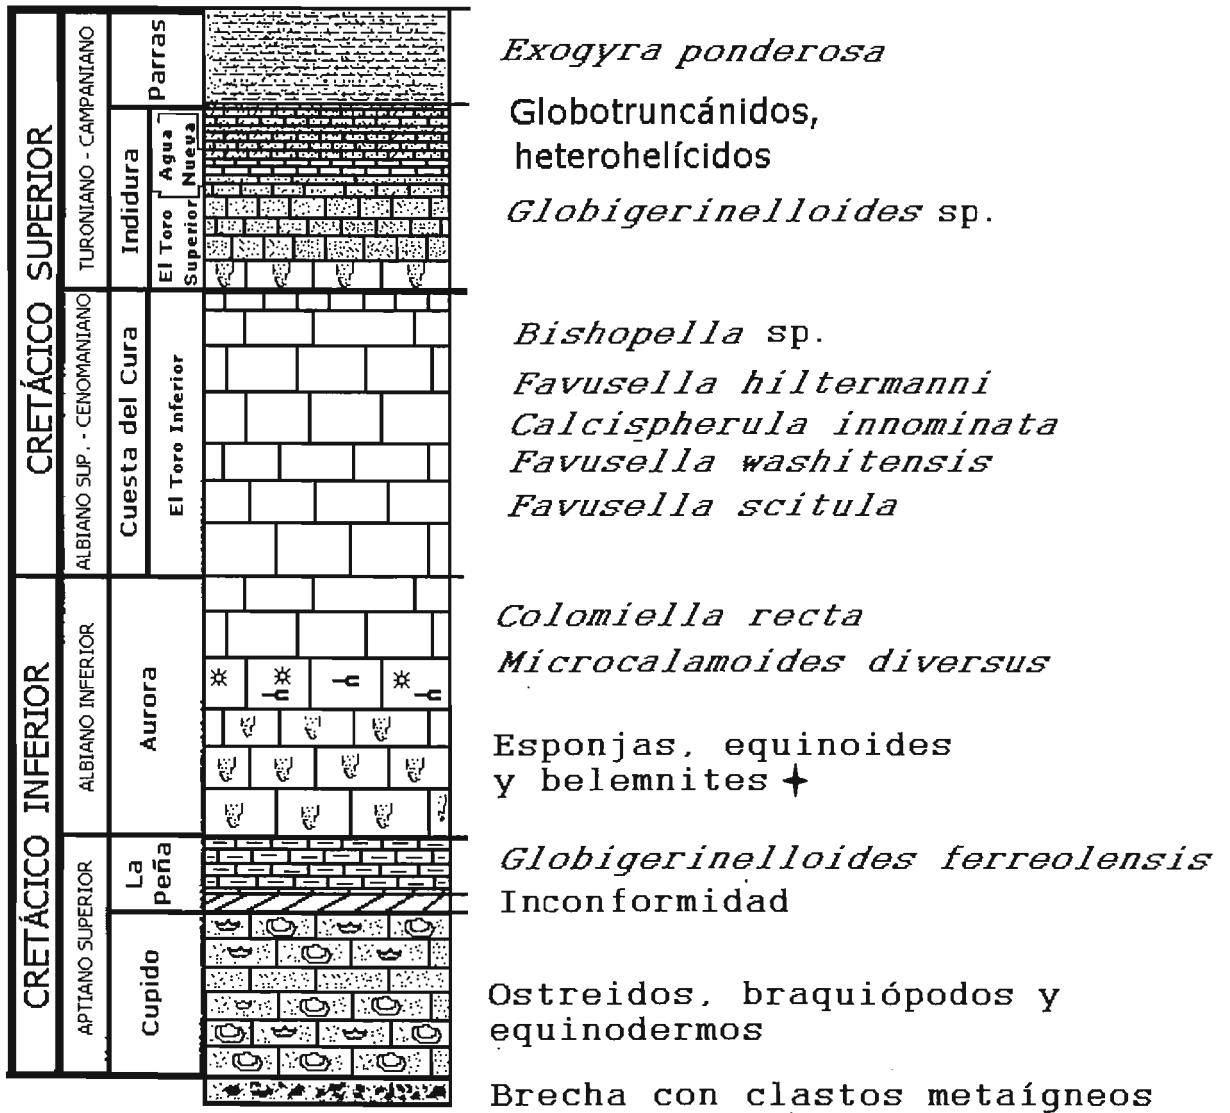 CRETÁCICO SUPERIOR
TURONIANO - CAMPANIANO
Parras
Exogyra ponderosa
Indidura
Agua
Nueva
Globotruncánidos,
heterohelícidos
El Toro
Superior
Globigerinelloides sp.
ALBIANO SUP. - CENOMANIANO
Cuesta del Cura
El Toro Inferior
Bishopella sp.
Favusella hiltermanni
Calcispherula innominata
Favusella washitensis
Favusella scitula
CRETÁCICO INFERIOR
ALBIANO INFERIOR
Aurora
Colomiella recta
Microcalamoides diversus
Esponjas, equinoides
y belemnites
APTIANO SUPERIOR
La
Peña
Globigerinelloides ferreolensis
Inconformidad
Cupido
Ostreidos, braquiópodos y
equinodermos
Brecha con clastos metaígneos